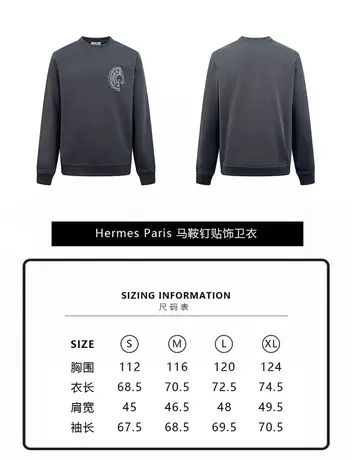 Hermes Paris 马鞍钉贴饰卫衣
SIZING INFORMATION
尺码表
SIZE S M L XL
胸围 112 116 120 124
衣长 68.5 70.5 72.5 74.5
肩宽 45 46.5 48 49.5
袖长 67.5 68.5 69.5 70.5